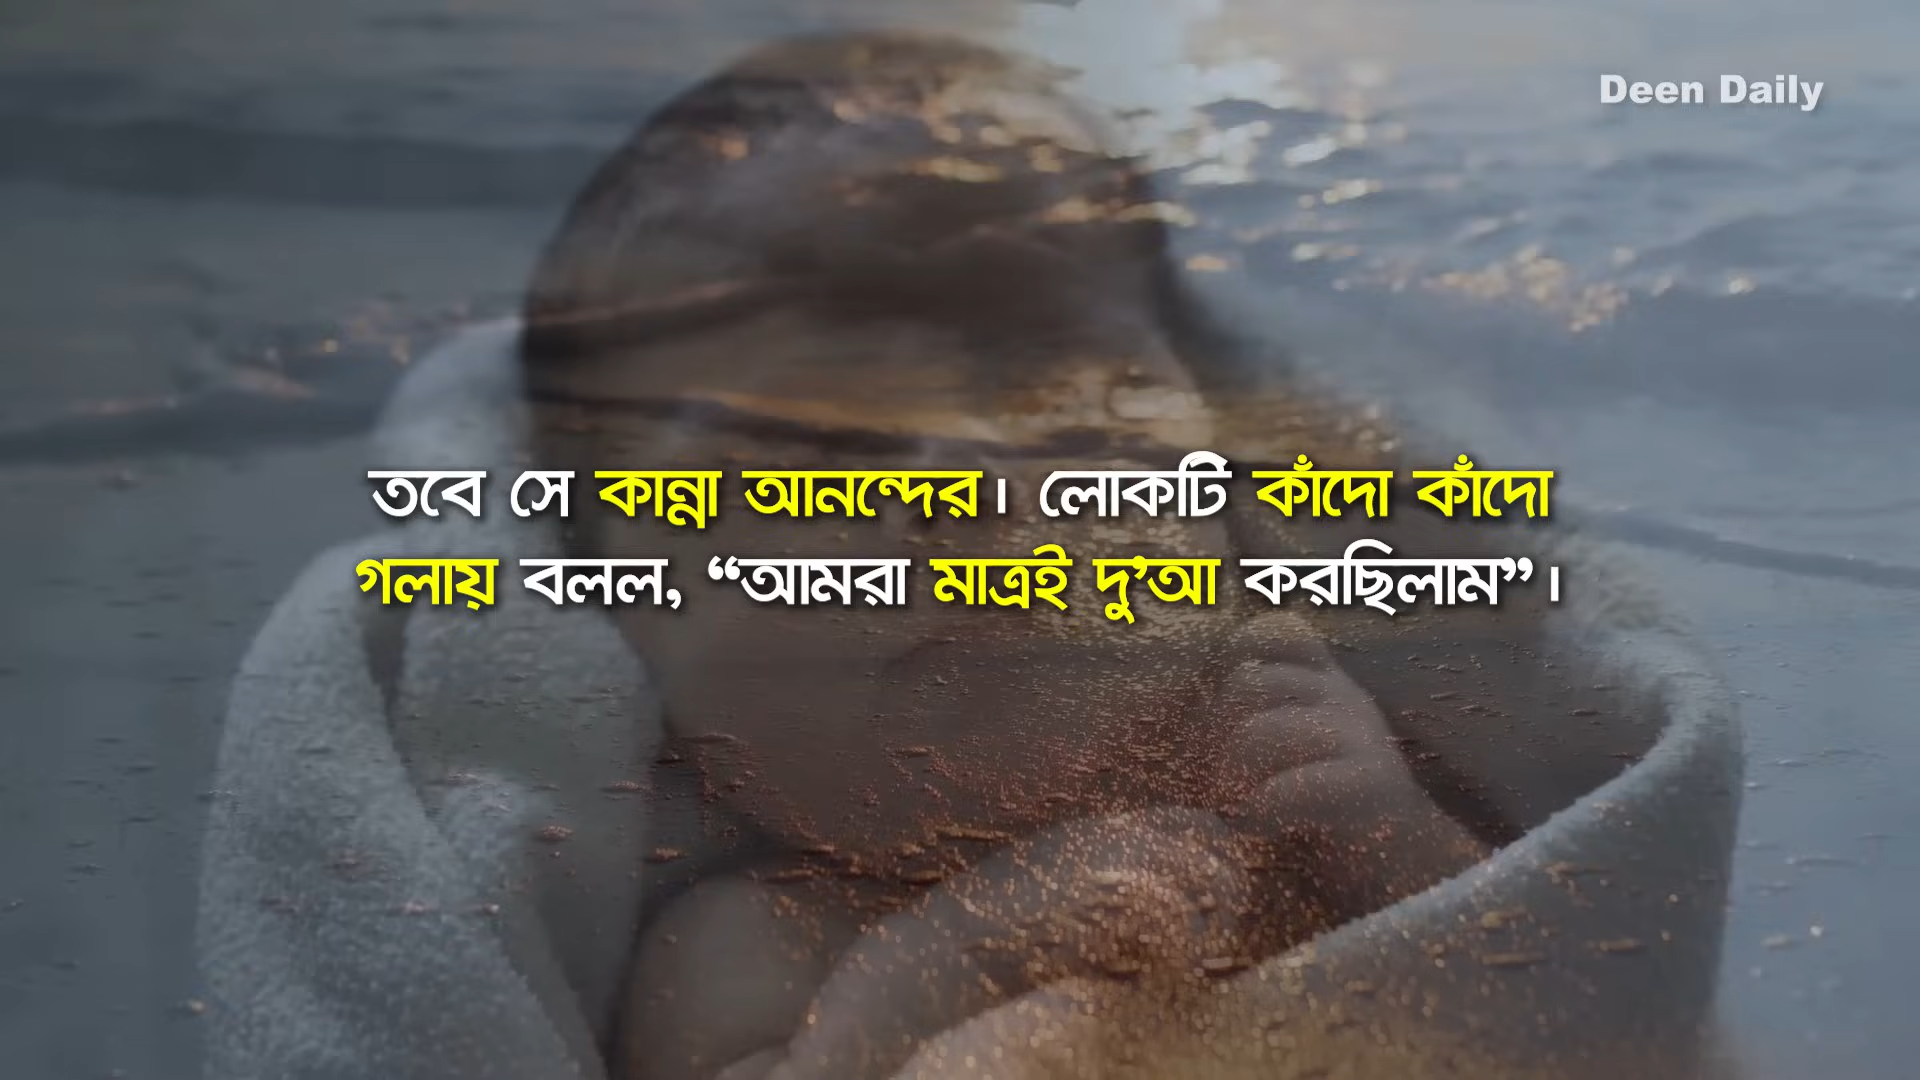 Deen Daily
তবে সে কান্না আনন্দের। লোকটি কাঁদো কাঁদো
গলায় বলল, “আমরা মাত্রই দু’আ করছিলাম”।